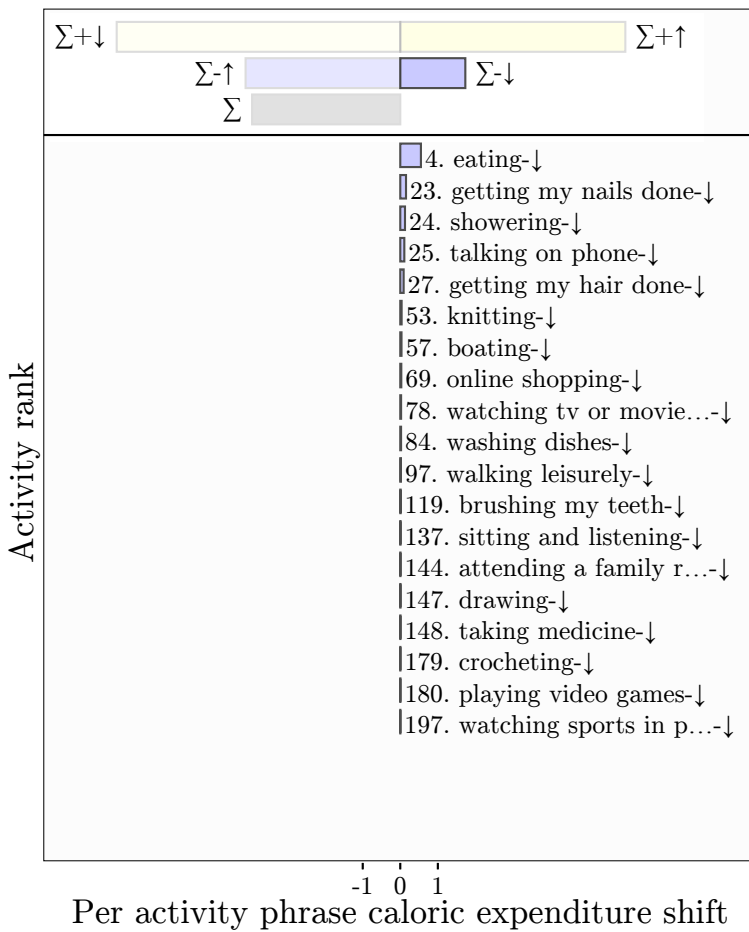 ∑+↓ ∑+↑
∑-↑ ∑-↓
∑
4. eating-↓
23. getting my nails done-↓
24. showering-↓
25. talking on phone-↓
27. getting my hair done-↓
53. knitting-↓
57. boating-↓
69. online shopping-↓
78. watching tv or movie...-↓
84. washing dishes-↓
97. walking leisurely-↓
119. brushing my teeth-↓
137. sitting and listening-↓
144. attending a family r...-↓
147. drawing-↓
148. taking medicine-↓
179. crocheting-↓
180. playing video games-↓
197. watching sports in p...-↓
Activity rank
-1 0 1
Per activity phrase caloric expenditure shift